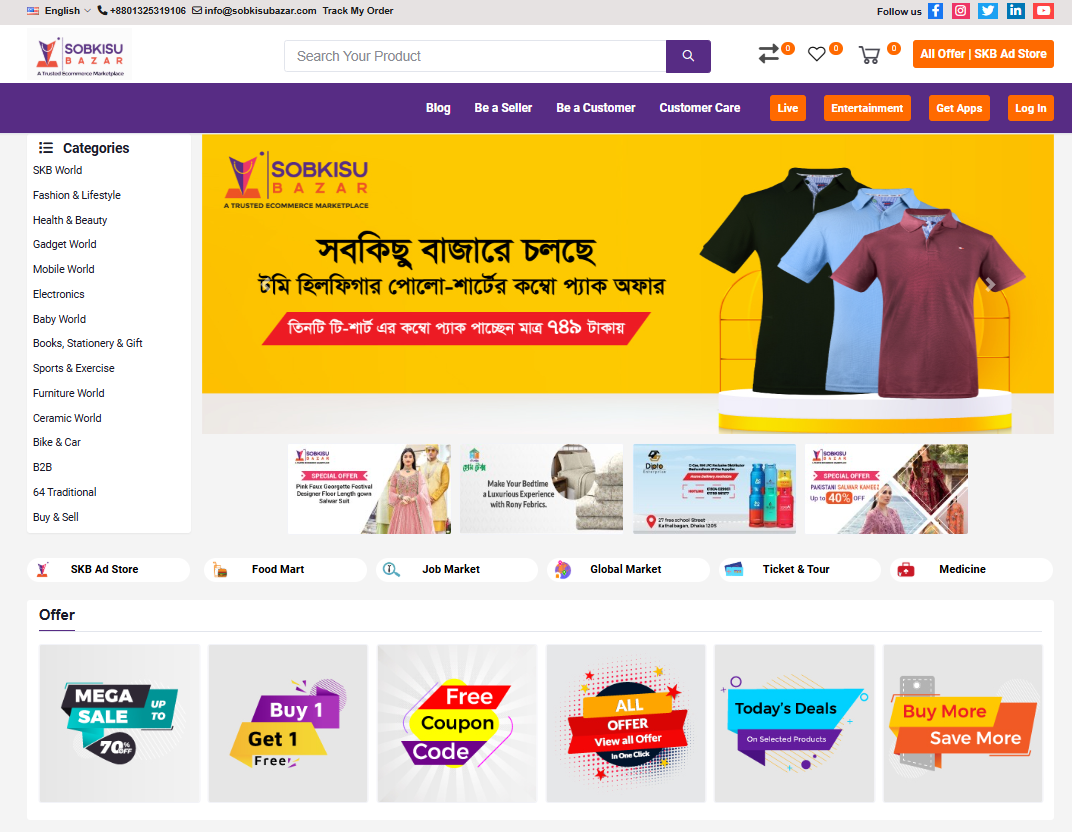 English +8801325319106 info@sobkisubazar.com Track My Order
Follow us
SOBKISU
BAZAR
A Trusted Ecommerce Marketplace
Search Your Product
0 0 0
All Offer | SKB Ad Store
Blog Be a Seller Be a Customer Customer Care Live Entertainment Get Apps Log In
Categories
SKB World
Fashion & Lifestyle
Health & Beauty
Gadget World
Mobile World
Electronics
Baby World
Books, Stationery & Gift
Sports & Exercise
Furniture World
Ceramic World
Bike & Car
B2B
64 Traditional
Buy & Sell
SOBKISU
BAZAR
A TRUSTED ECOMMERCE MARKETPLACE
সবকিছু বাজারে চলছে
টমি হিলফিগার পোলো-শার্টের কম্বো প্যাক অফার
তিনটি টি-শার্ট এর কম্বো প্যাক পাচ্ছেন মাত্র ৭৪৯ টাকায়
SOBKISU
BAZAR
SPECIAL OFFER
Pink Faux Georgette Festival
Designer Floor Length gown
Salwar Suit
Make Your Bedtime
a Luxurious Experience
with Rony Febrics.
Diplo
Enterprise
HOTLINE
27 free school Street
Kathalbagan, Dhaka 1205
SOBKISU
BAZAR
SPECIAL OFFER
PAKISTANI SALWAR KAMEEZ
Up to 40% OFF
SKB Ad Store
Food Mart
Job Market
Global Market
Ticket & Tour
Medicine
Offer
MEGA
SALE
UP
TO
70% OFF
Buy 1
Get 1
Free
Free
Coupon
Code
ALL
OFFER
View all Offer
In One Click
Today's Deals
On Selected Products
Buy More
Save More